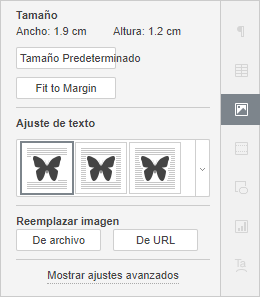 Tamaño
Ancho: 1.9 cm Altura: 1.2 cm
Tamaño Predeterminado
Fit to Margin
Ajuste de texto
Reemplazar imagen
De archivo De URL
Mostrar ajustes avanzados